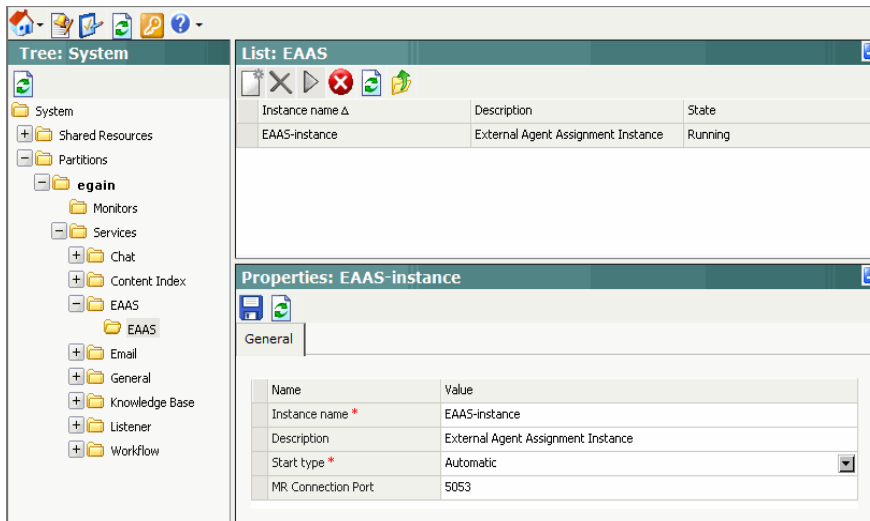 Tree: System
System
Shared Resources
Partitions
egain
Monitors
Services
Chat
Content Index
EAAS
EAAS
Email
General
Knowledge Base
Listener
Workflow
List: EAAS
Instance name Description State
EAAS-instance External Agent Assignment Instance Running
Properties: EAAS-instance
General
Name Value
Instance name * EAAS-instance
Description External Agent Assignment Instance
Start type * Automatic
MR Connection Port 5053